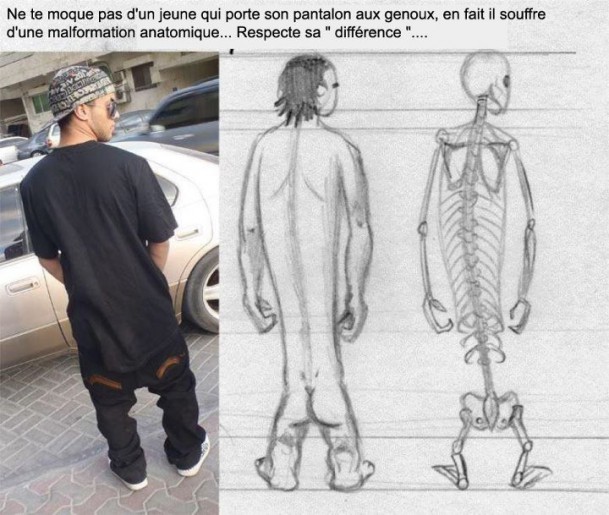 Ne te moque pas d'un jeune qui porte son pantalon aux genoux, en fait il souffre
d'une malformation anatomique... Respecte sa " différence "....